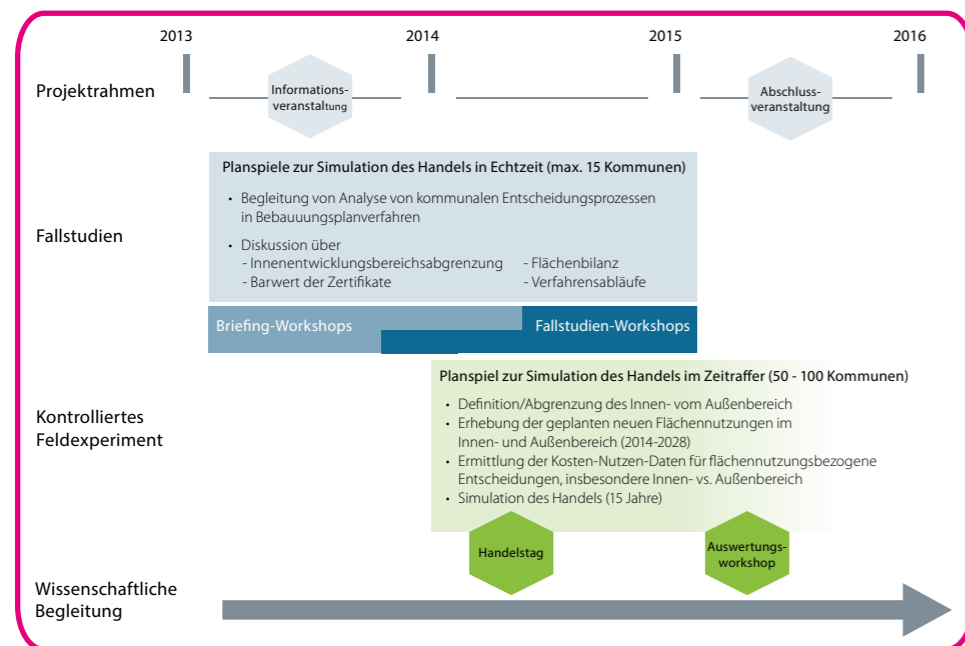 2013 2014 2015 2016
Projektrahmen
Informations-
veranstaltung
Abschluss-
veranstaltung
Fallstudien
Planspiele zur Simulation des Handels in Echtzeit (max. 15 Kommunen)
• Begleitung von Analyse von kommunalen Entscheidungsprozessen
in Bebauuungsplanverfahren
• Diskussion über
- Innenentwicklungsbereichsabgrenzung - Flächenbilanz
- Barwert der Zertifikate - Verfahrensabläufe
Briefing-Workshops Fallstudien-Workshops
Kontrolliertes
Feldexperiment
Planspiel zur Simulation des Handels im Zeitraffer (50 - 100 Kommunen)
• Definition/Abgrenzung des Innen- vom Außenbereich
• Erhebung der geplanten neuen Flächennutzungen im
Innen- und Außenbereich (2014-2028)
• Ermittlung der Kosten-Nutzen-Daten für flächennutzungsbezogene
Entscheidungen, insbesondere Innen- vs. Außenbereich
• Simulation des Handels (15 Jahre)
Handelstag
Auswertungs-
workshop
Wissenschaftliche
Begleitung